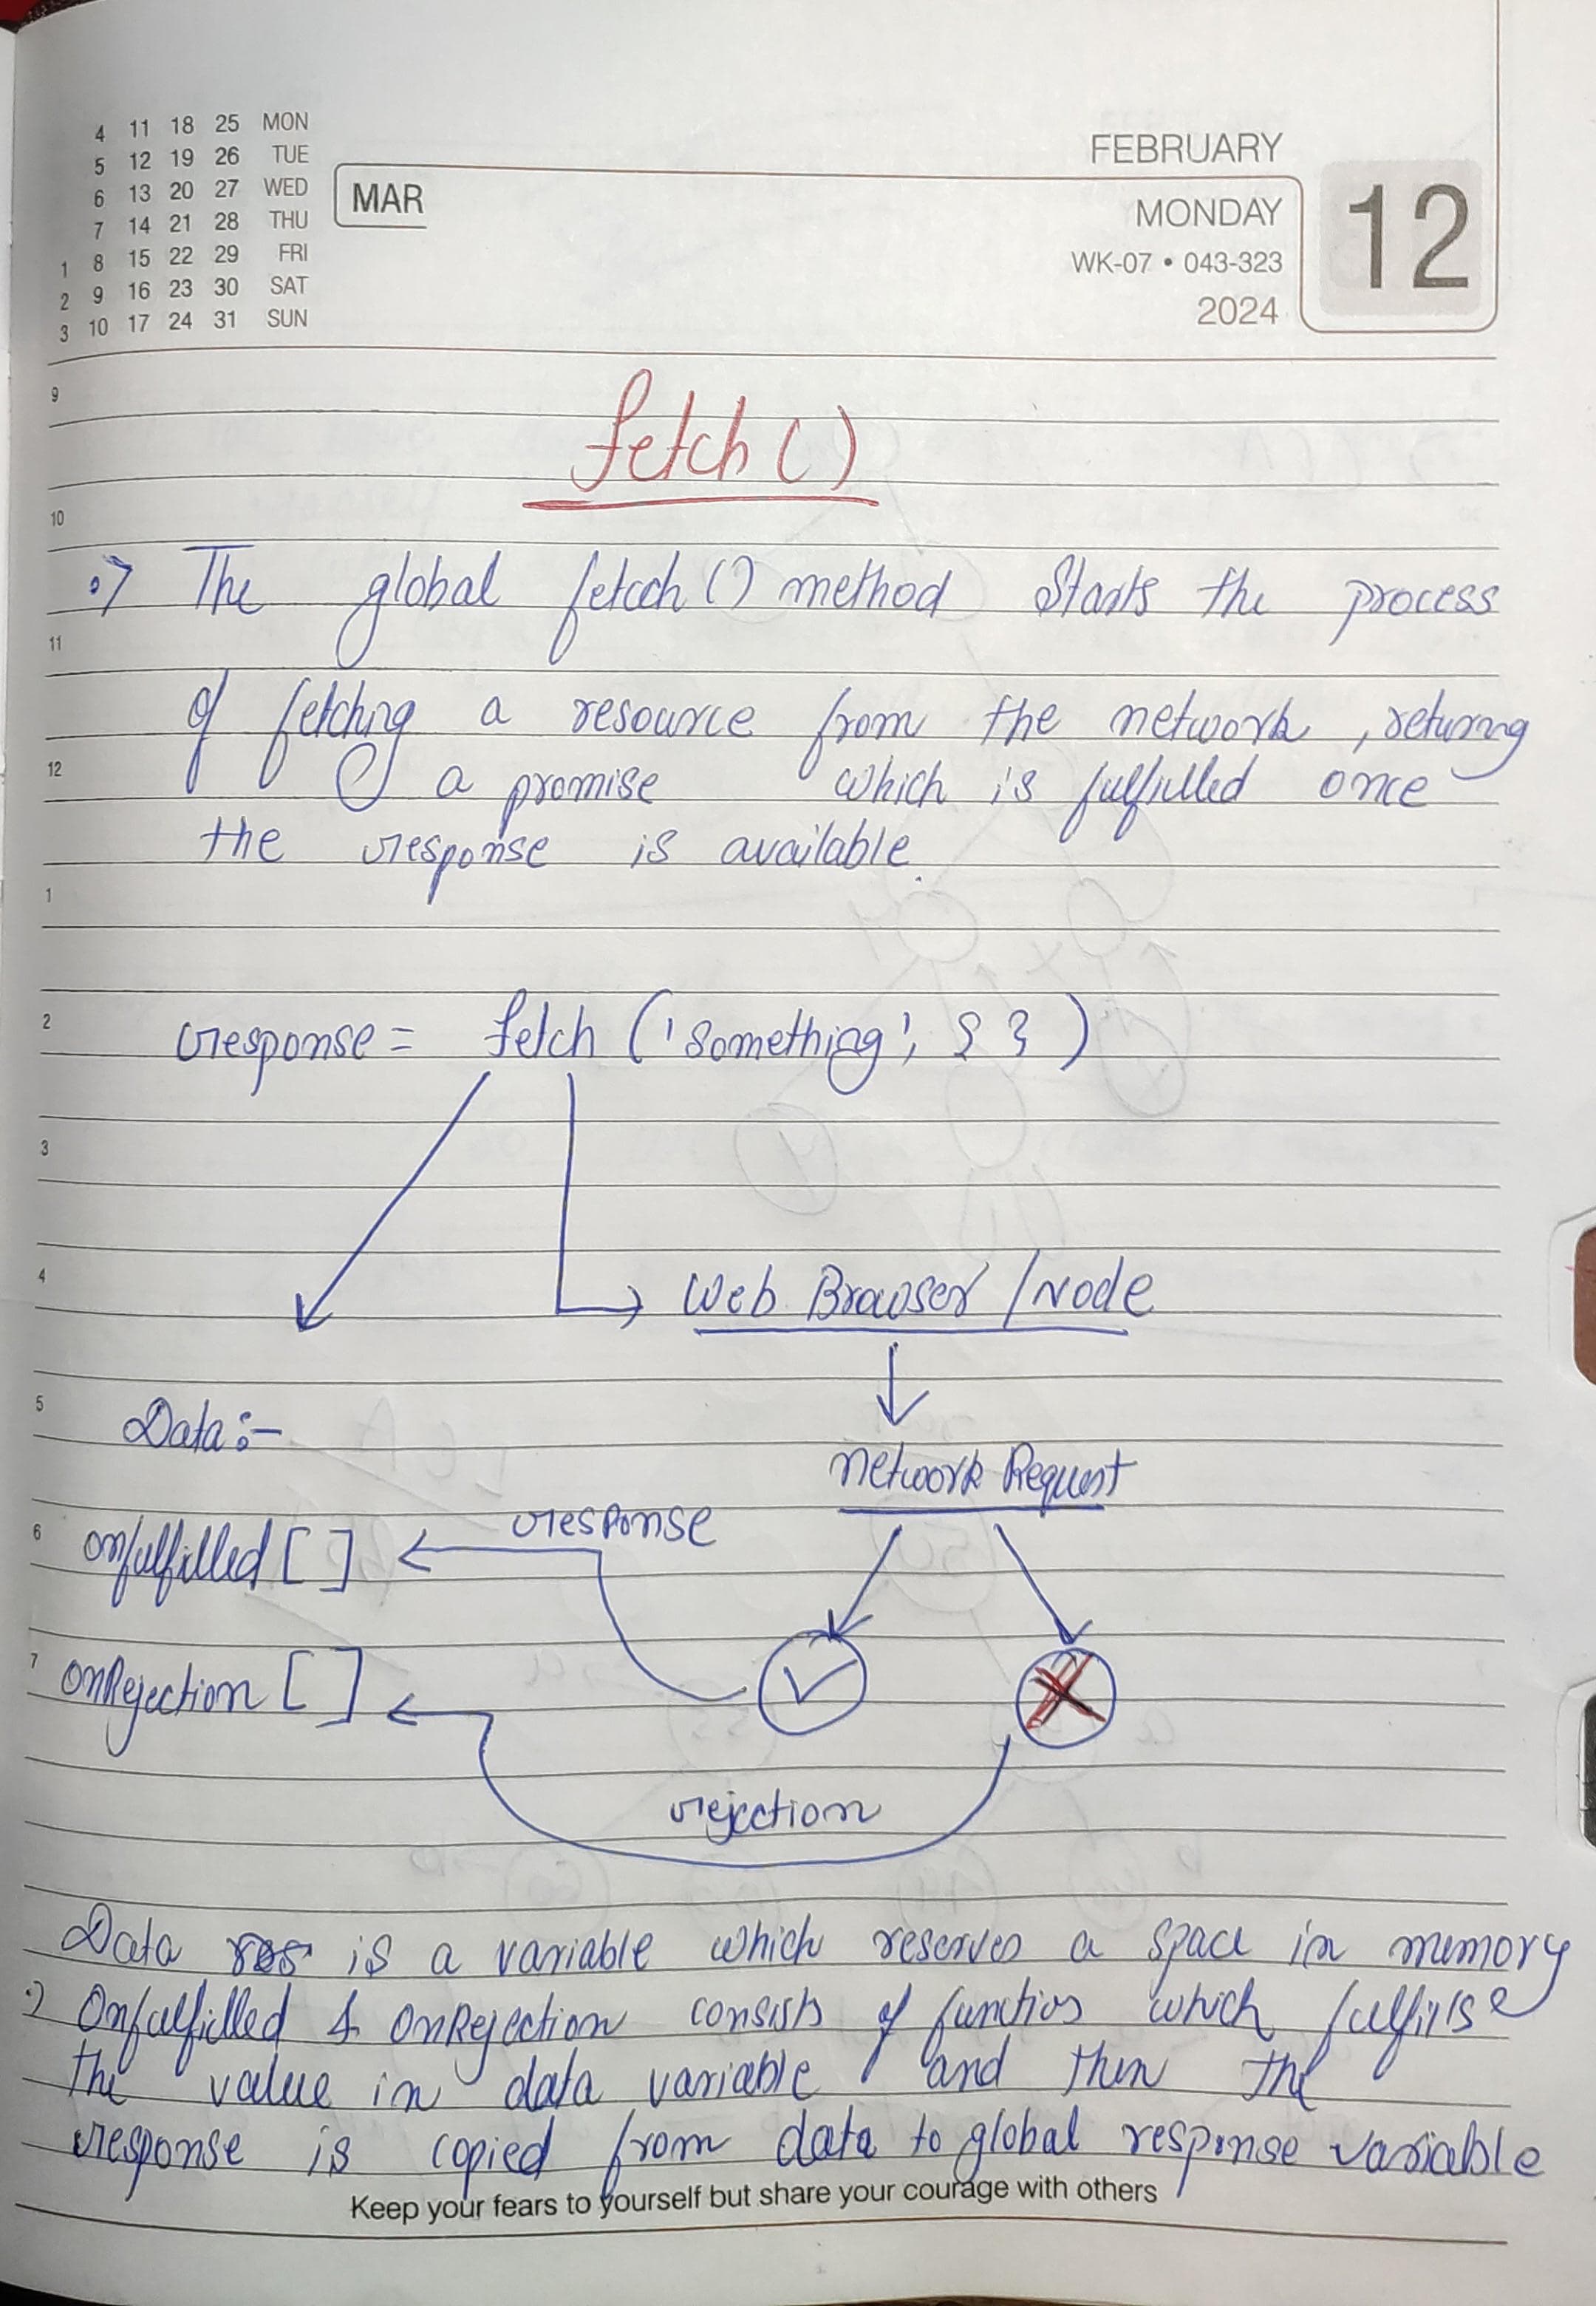 4 11 18 25 MON
5 12 19 26 TUE
6 13 20 27 WED
7 14 21 28 THU
1 8 15 22 29 FRI
2 9 16 23 30 SAT
3 10 17 24 31 SUN
MAR
FEBRUARY
MONDAY
WK-07 • 043-323
2024
12
9
fetch()
10
:7 The global fetcch() method Starts the process
11
of fetching a resource from the network, returing
12
a promise which is fulfilled once
the response is available.
1
2
response = fetch ('something', { })
3
4
Web Browser / Node
5
Data:-
network Request
6
response
onfulfilled [ ]
7
onRejection [ ]
rejection
Data is a variable which reserves a space in memory
:) Onfulfilled & onRejection consists of functios which fulfills
the value in data variable and then the
response is copied from data to global response variable
Keep your fears to yourself but share your courage with others